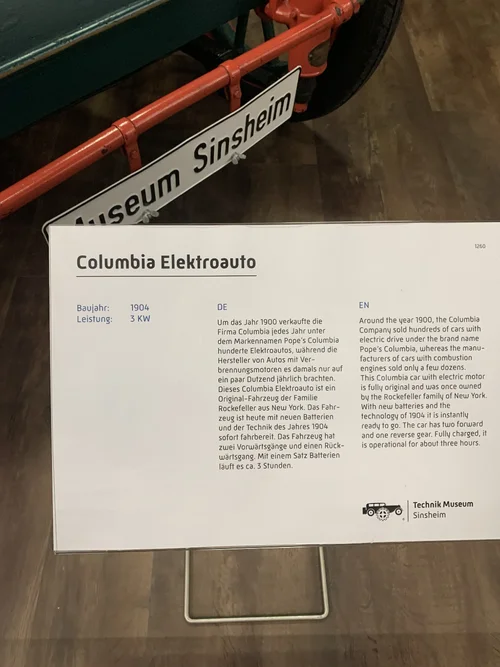 Museum Sinsheim
Columbia Elektroauto
1260
Baujahr: 1904
Leistung: 3 KW
DE
Um das Jahr 1900 verkaufte die
Firma Columbia jedes Jahr unter
dem Markennamen Pope's Columbia
hunderte Elektroautos, während die
Hersteller von Autos mit Ver-
brennungsmotoren es damals nur auf
ein paar Dutzend jährlich brachten.
Dieses Columbia Elektroauto ist ein
Original-Fahrzeug der Familie
Rockefeller aus New York. Das Fahr-
zeug ist heute mit neuen Batterien
und der Technik des Jahres 1904
sofort fahrbereit. Das Fahrzeug hat
zwei Vorwärtsgänge und einen Rück-
wärtsgang. Mit einem Satz Batterien
läuft es ca. 3 Stunden.
EN
Around the year 1900, the Columbia
Company sold hundreds of cars with
electric drive under the brand name
Pope's Columbia, whereas the manu-
facturers of cars with combustion
engines sold only a few dozens.
This Columbia car with electric motor
is fully original and was once owned
by the Rockefeller family of New York.
With new batteries and the
technology of 1904 it is instantly
ready to go. The car has two forward
and one reverse gear. Fully charged, it
is operational for about three hours.
Technik Museum
Sinsheim